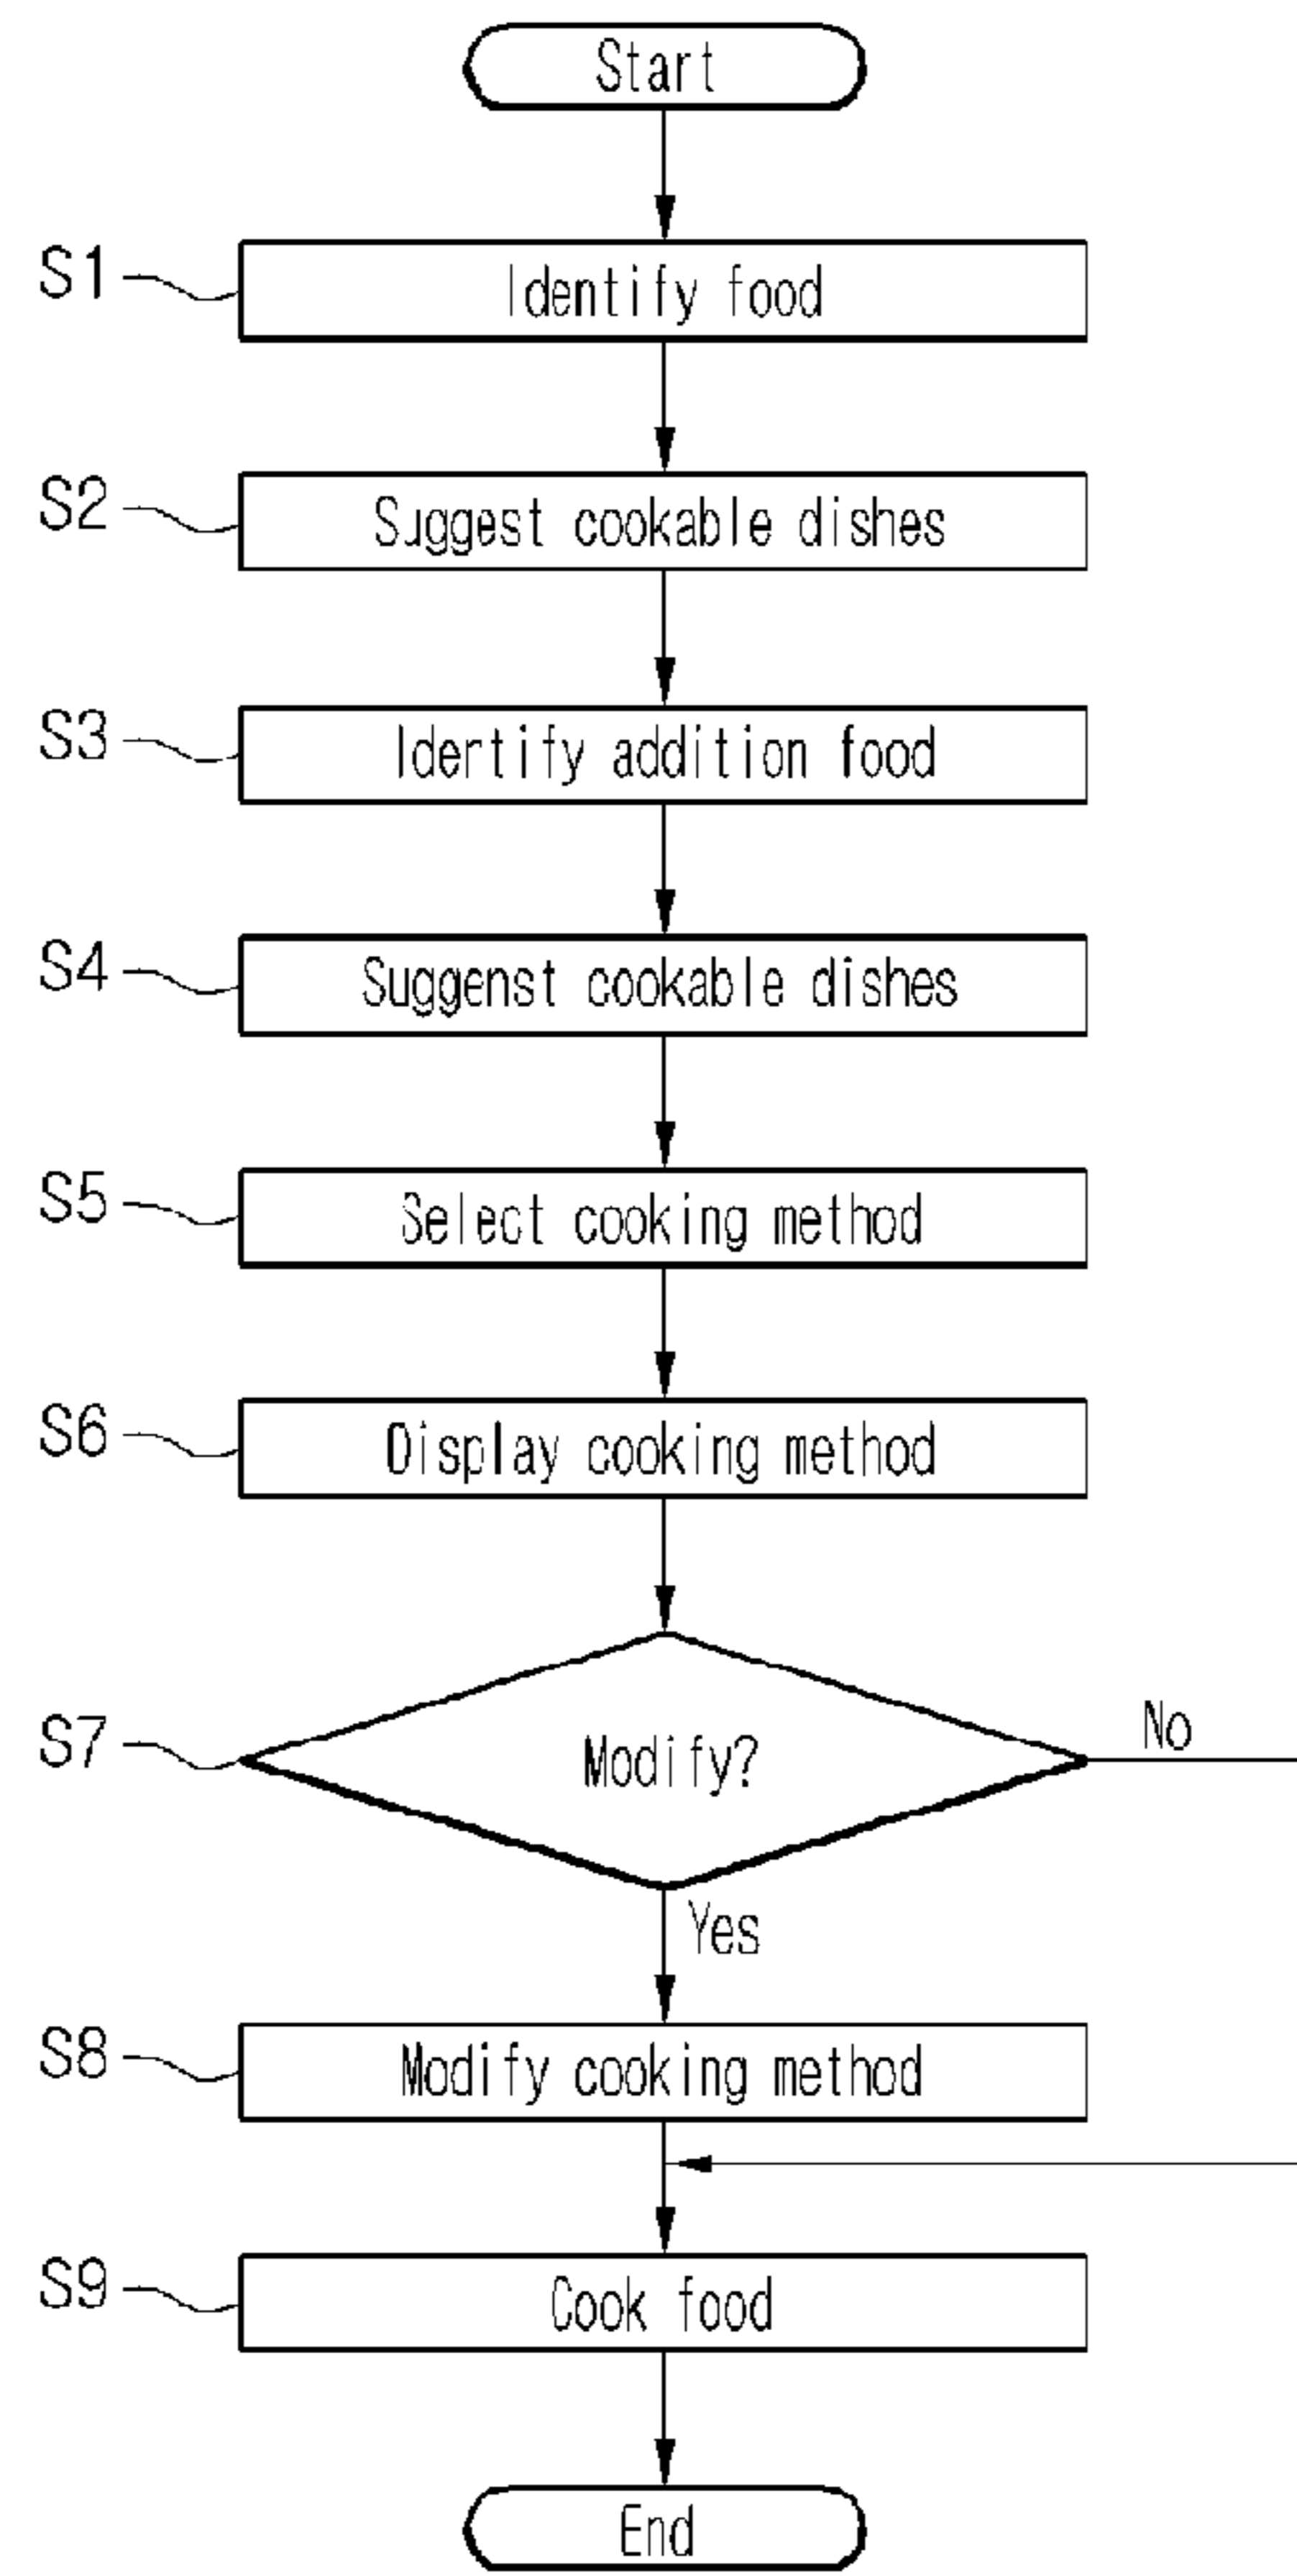 Start
S1 Identify food
S2 Suggest cookable dishes
S3 Identify addition food
S4 Suggenst cookable dishes
S5 Select cooking method
S6 Display cooking method
S7 Modify? No
Yes
S8 Modify cooking method
S9 Cook food
End